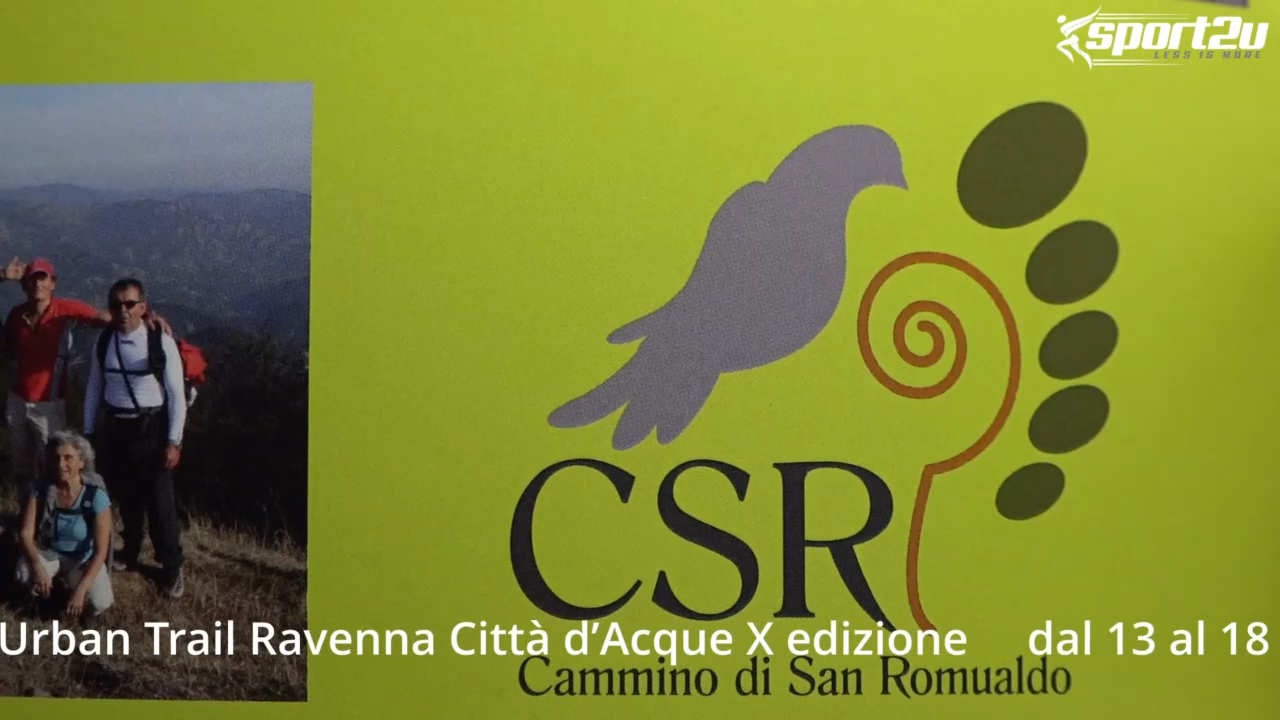 sport2u
LESS IS MORE
CSR
Urban Trail Ravenna Città d’Acque X edizione dal 13 al 18
Cammino di San Romualdo